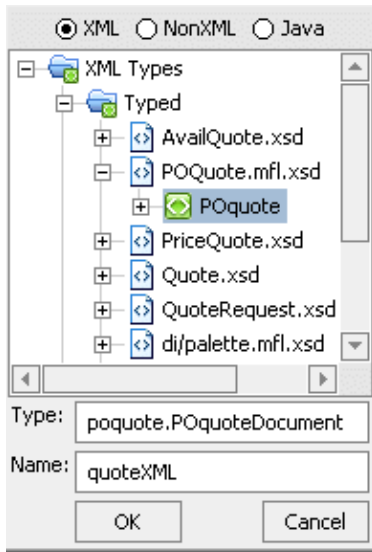 XML NonXML Java
XML Types
Typed
AvailQuote.xsd
POQuote.mfl.xsd
POquote
PriceQuote.xsd
Quote.xsd
QuoteRequest.xsd
di/palette.mfl.xsd
Type: poquote.POquoteDocument
Name: quoteXML
OK Cancel